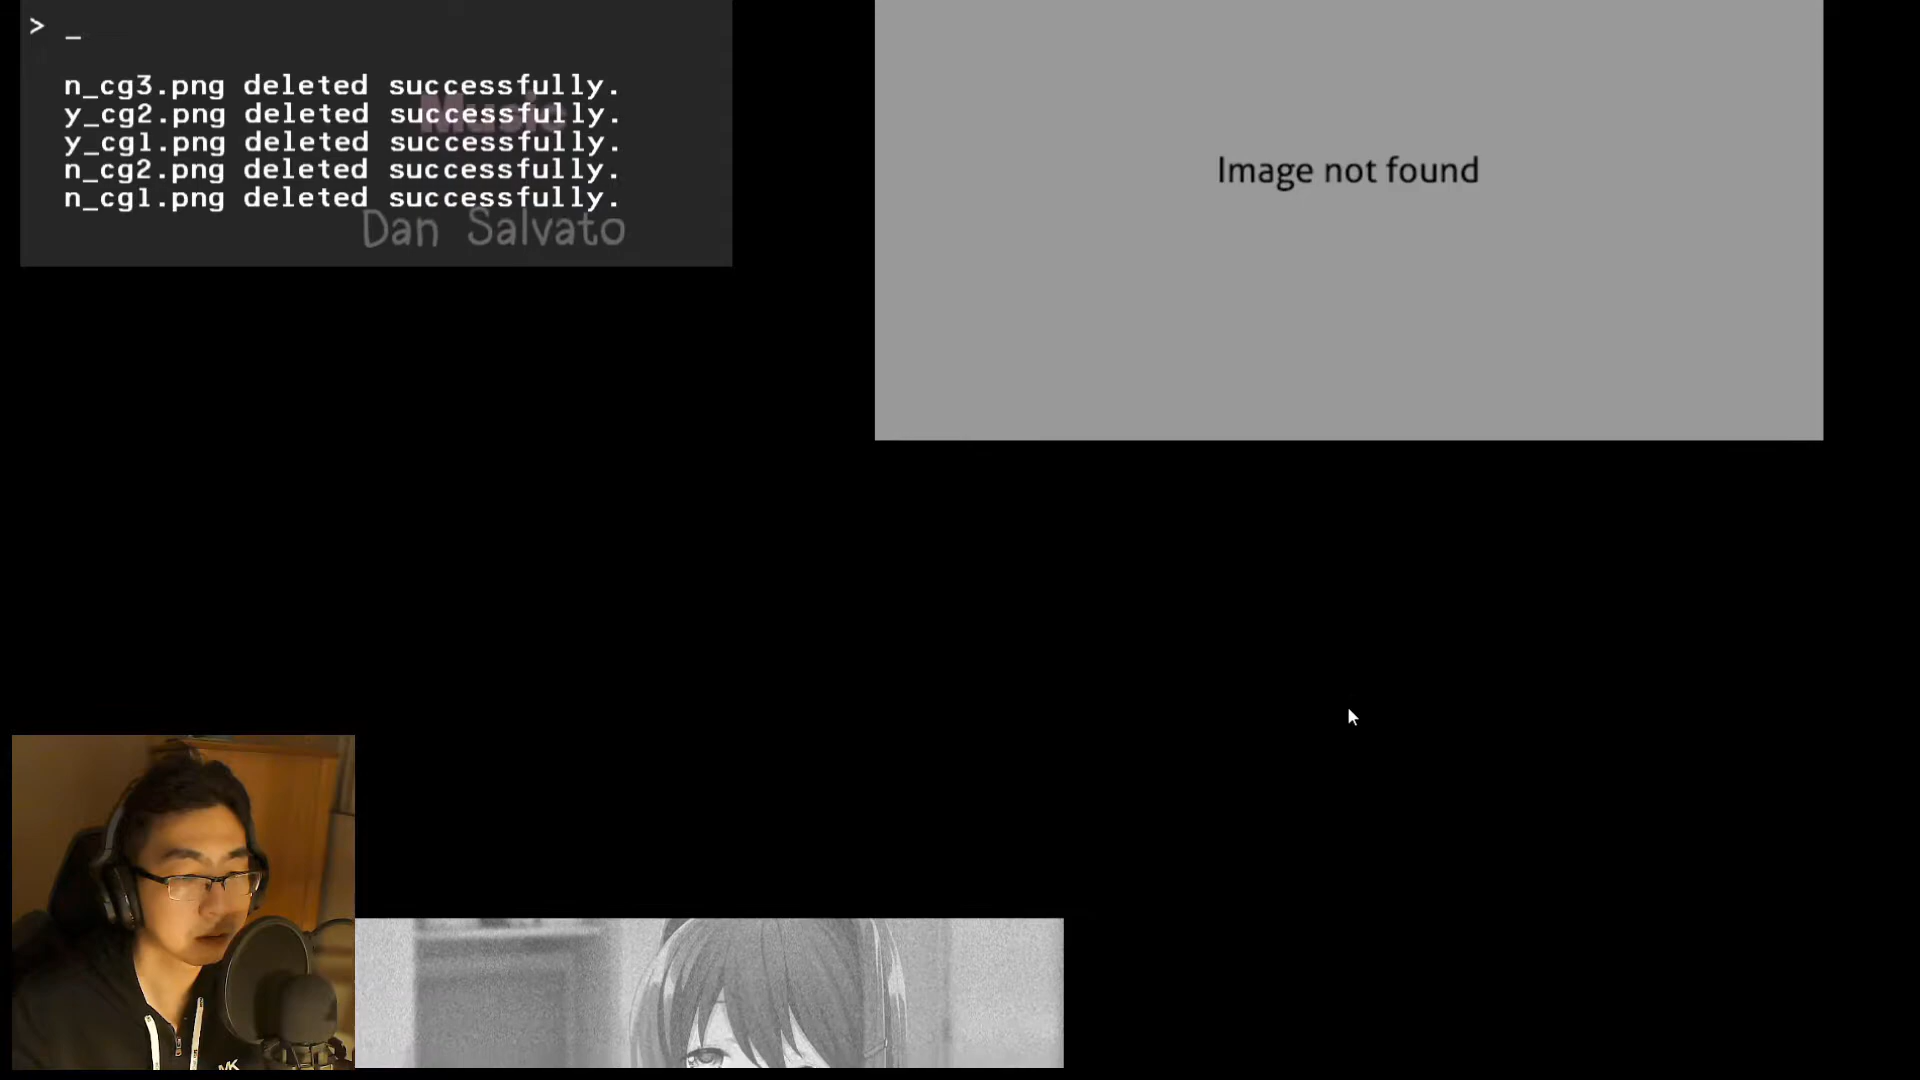 > _
n_cg3.png deleted successfully.
y_cg2.png deleted successfully.
y_cg1.png deleted successfully.
n_cg2.png deleted successfully.
n_cg1.png deleted successfully.
Music
Dan Salvato
Image not found